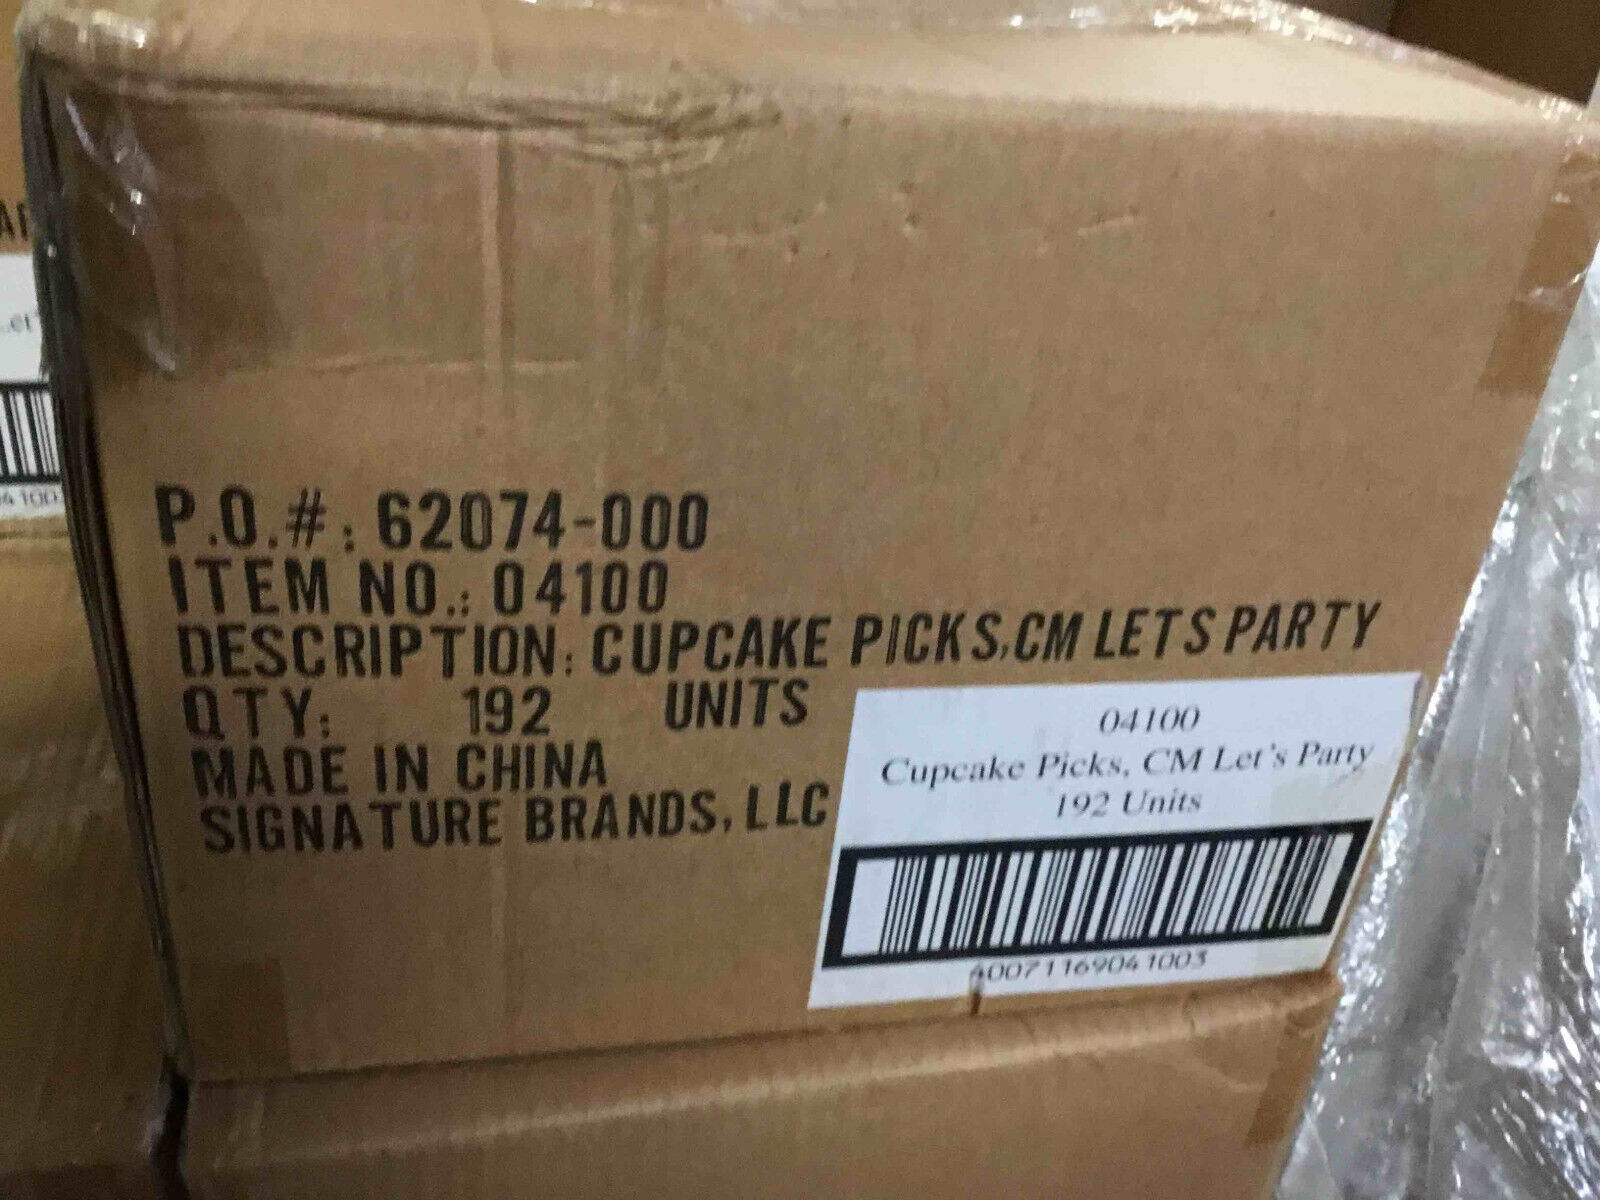 P.O.#: 62074-000
ITEM NO.: 04100
DESCRIPTION: CUPCAKE PICKS,CM LETS PARTY
QTY: 192 UNITS
MADE IN CHINA
SIGNATURE BRANDS, LLC
04100
Cupcake Picks, CM Let's Party
192 Units
40071169041003